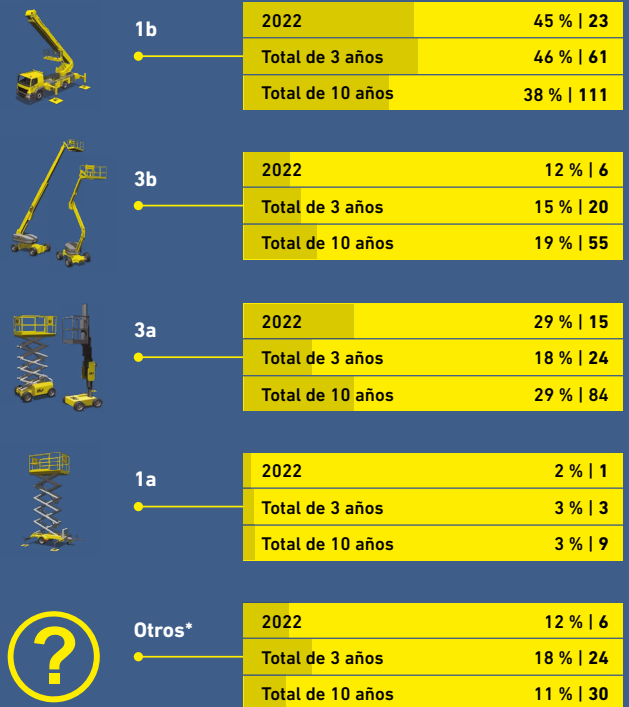 1b
2022 45 % | 23
Total de 3 años 46 % | 61
Total de 10 años 38 % | 111
3b
2022 12 % | 6
Total de 3 años 15 % | 20
Total de 10 años 19 % | 55
3a
2022 29 % | 15
Total de 3 años 18 % | 24
Total de 10 años 29 % | 84
1a
2022 2 % | 1
Total de 3 años 3 % | 3
Total de 10 años 3 % | 9
?
Otros*
2022 12 % | 6
Total de 3 años 18 % | 24
Total de 10 años 11 % | 30